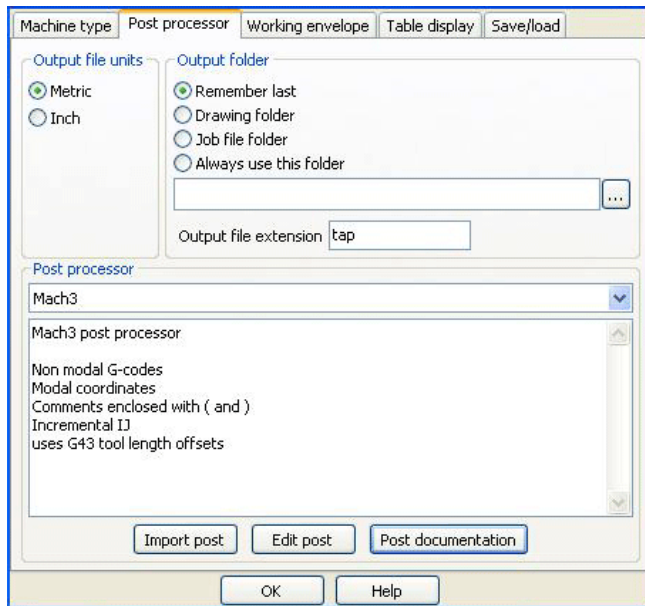 Machine type Post processor Working envelope Table display Save/load
Output file units
Metric
Inch
Output folder
Remember last
Drawing folder
Job file folder
Always use this folder
...
Output file extension tap
Post processor
Mach3
Mach3 post processor
Non modal G-codes
Modal coordinates
Comments enclosed with ( and )
Incremental IJ
uses G43 tool length offsets
Import post Edit post Post documentation
OK Help